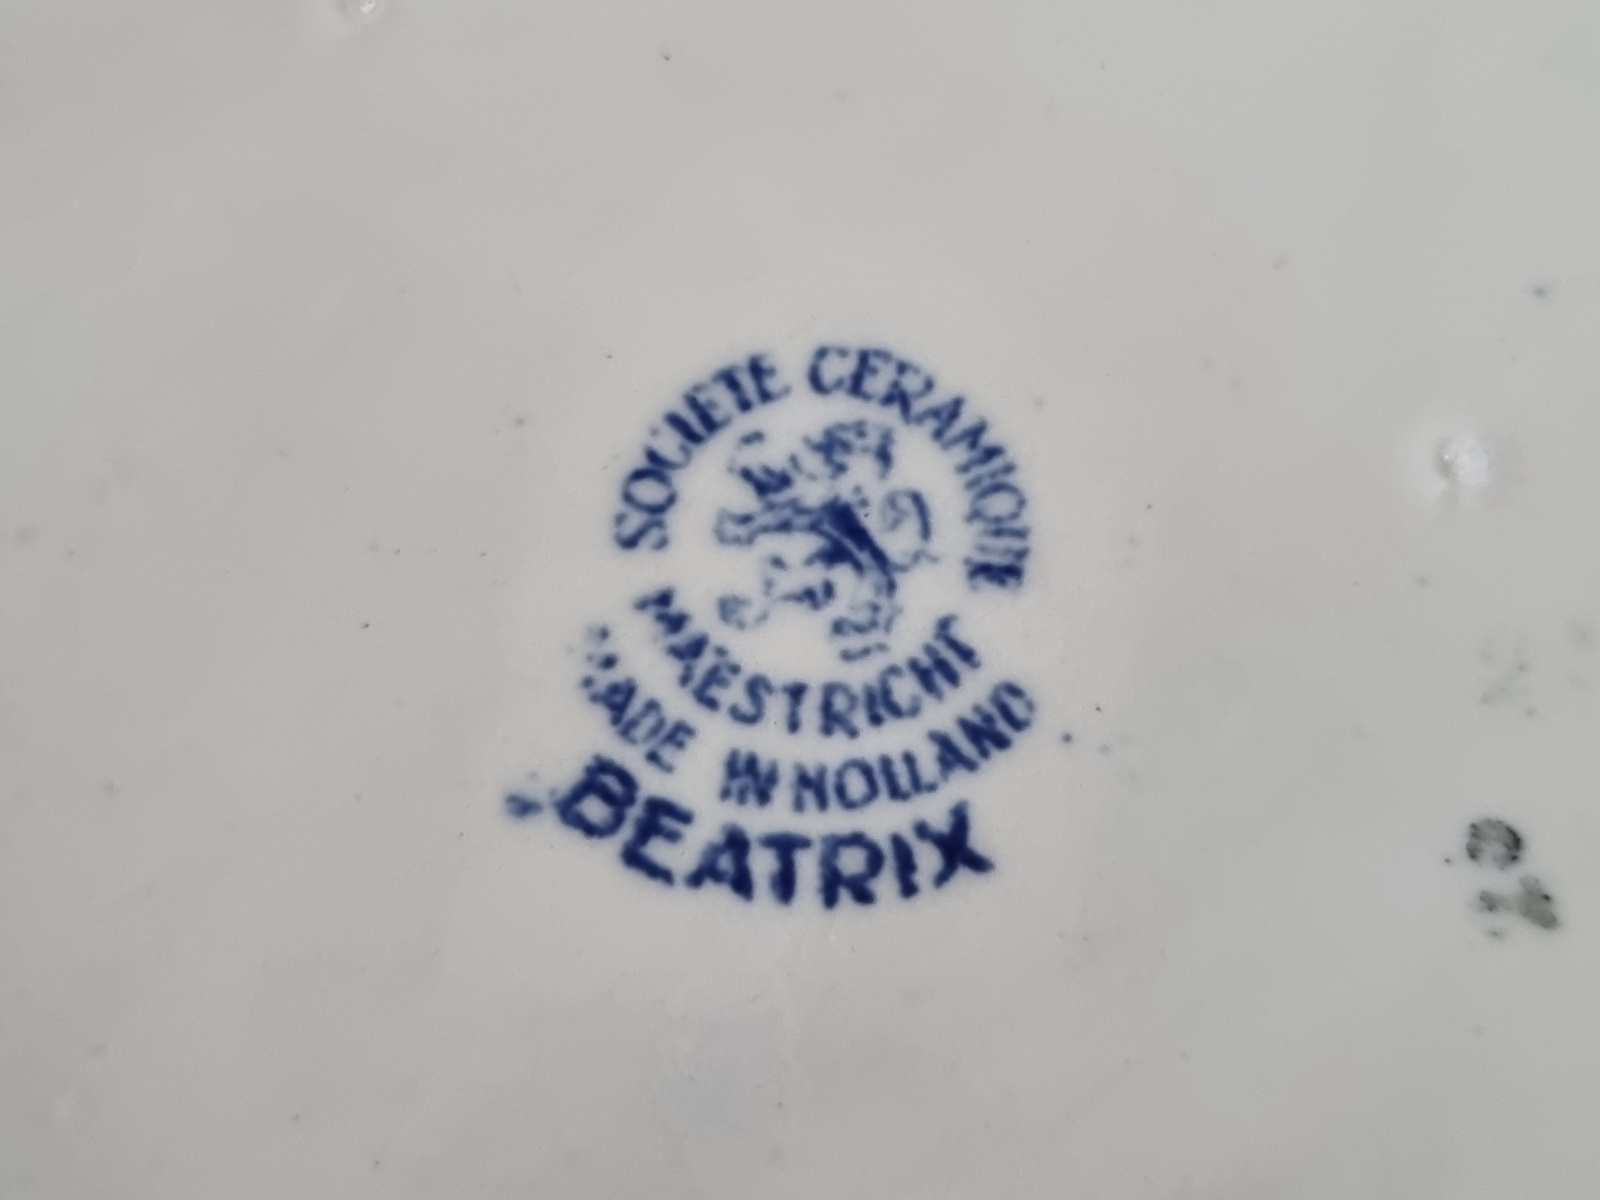 SOCIETE CERAMIQUE
MAESTRICHT
MADE IN HOLLAND
BEATRIX